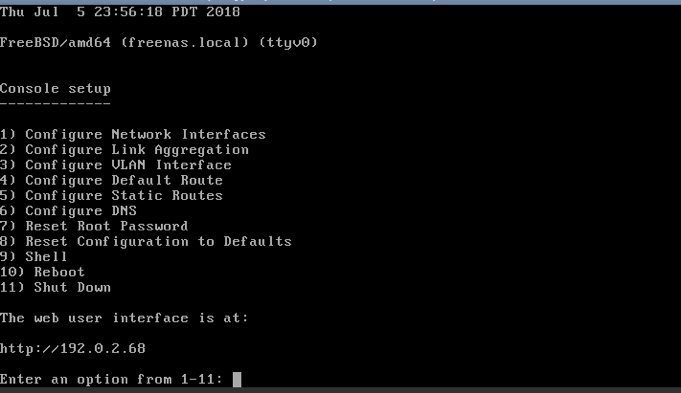 Thu Jul  5 23:56:18 PDT 2018
FreeBSD/amd64 (freenas.local) (ttyv0)
Console setup
-------------
1) Configure Network Interfaces
2) Configure Link Aggregation
3) Configure VLAN Interface
4) Configure Default Route
5) Configure Static Routes
6) Configure DNS
7) Reset Root Password
8) Reset Configuration to Defaults
9) Shell
10) Reboot
11) Shut Down
The web user interface is at:
http://192.0.2.68
Enter an option from 1-11: